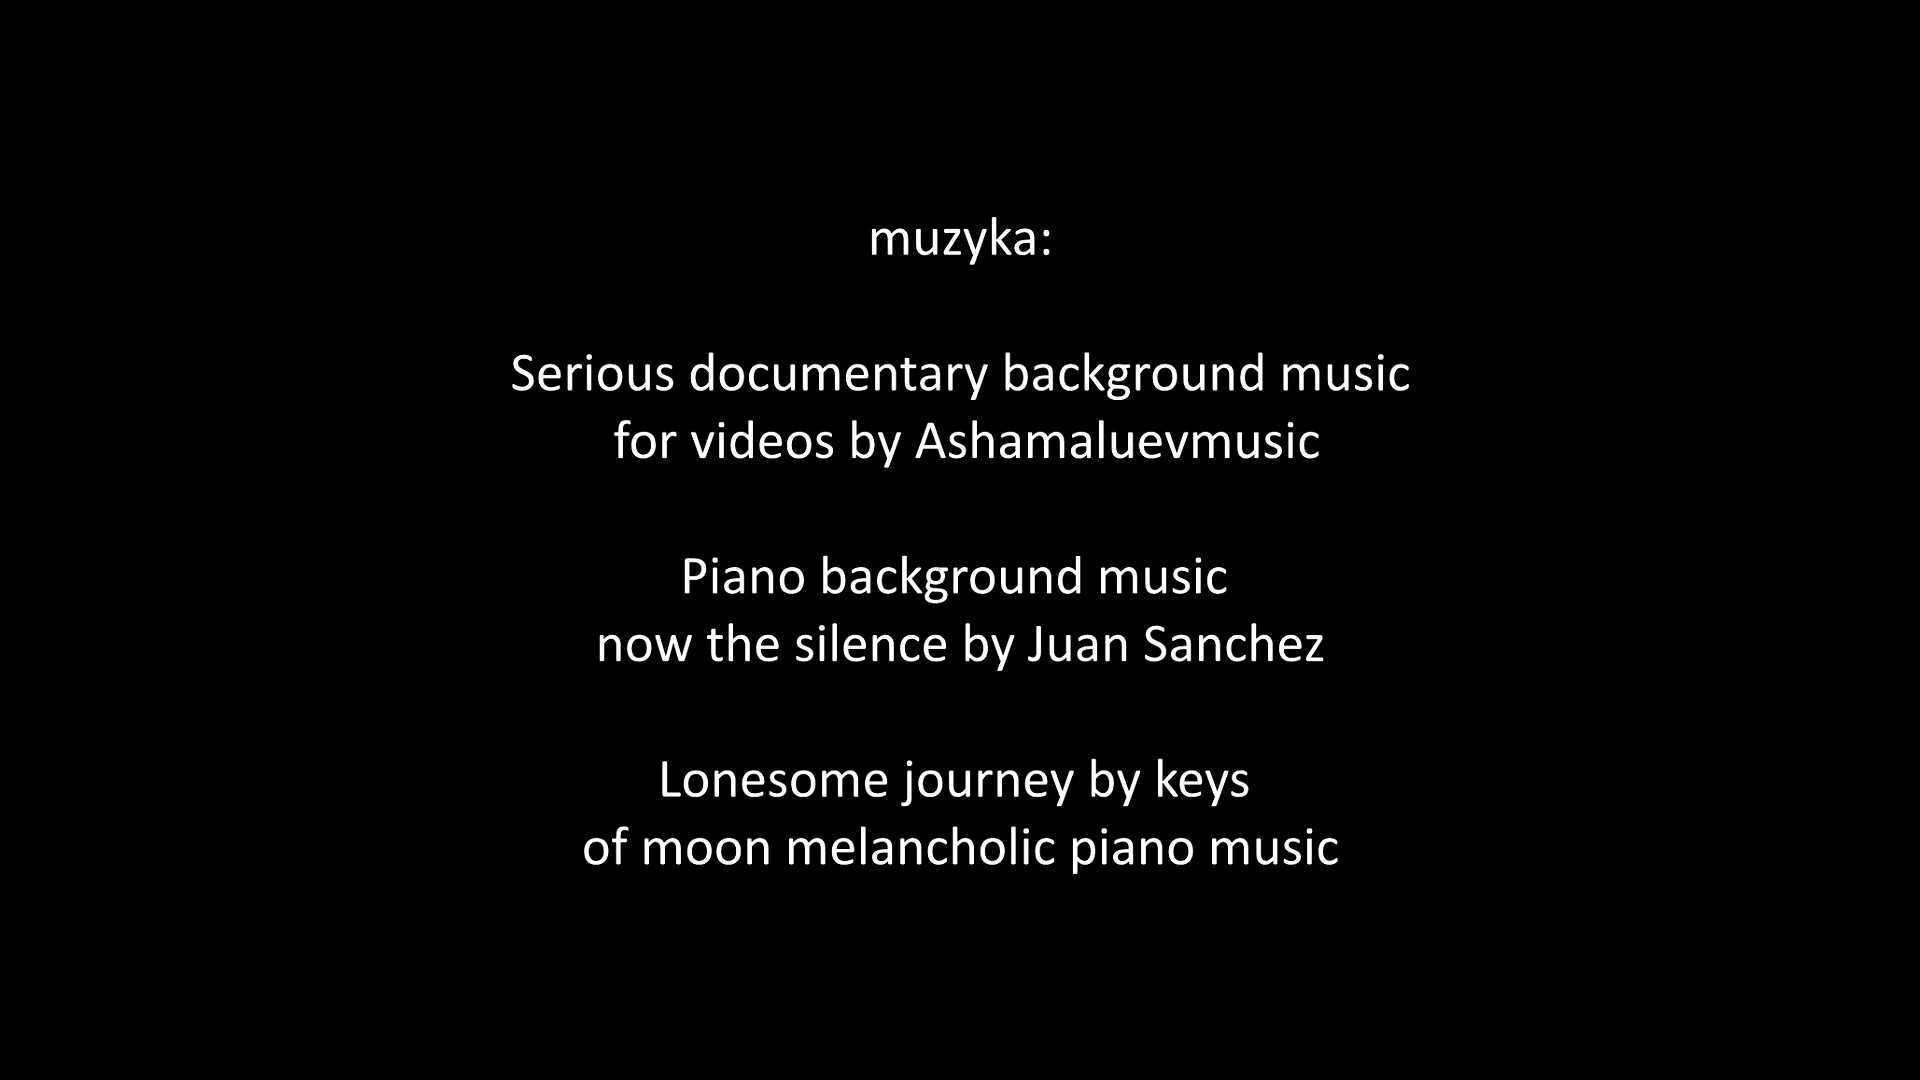 muzyka:
Serious documentary background music
for videos by Ashamaluevmusic
Piano background music
now the silence by Juan Sanchez
Lonesome journey by keys
of moon melancholic piano music